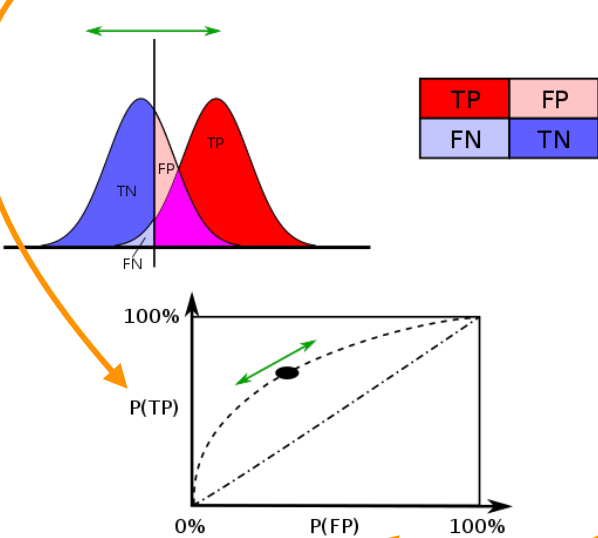 TP FP
FN TN
TP
FP
TN
FN
100%
P(TP)
0% P(FP) 100%